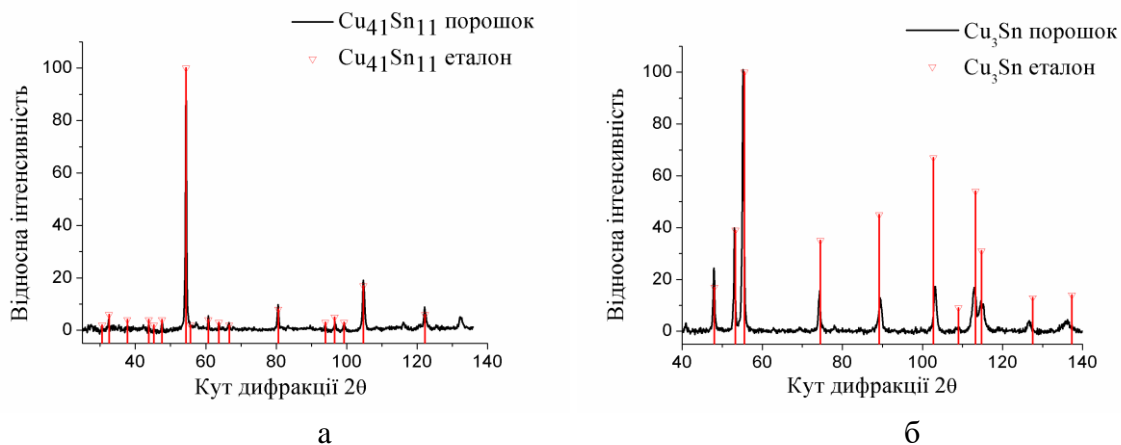 Cu41Sn11 порошок
Cu41Sn11 еталон
Відносна інтенсивність
100
80
60
40
20
0
40 60 80 100 120 140
Кут дифракції 2θ
а
Cu3Sn порошок
Cu3Sn еталон
Відносна інтенсивність
100
80
60
40
20
0
40 60 80 100 120 140
Кут дифракції 2θ
б